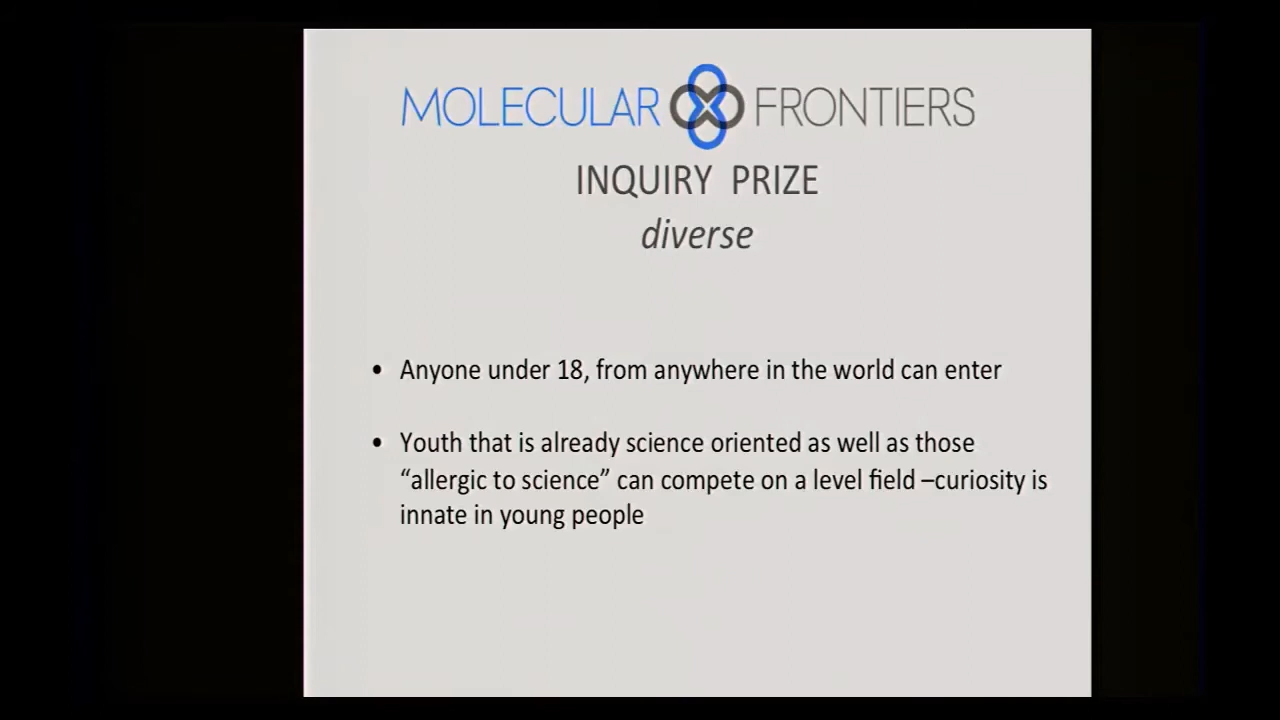 MOLECULAR FRONTIERS
INQUIRY PRIZE
diverse
• Anyone under 18, from anywhere in the world can enter
• Youth that is already science oriented as well as those
“allergic to science” can compete on a level field –curiosity is
innate in young people